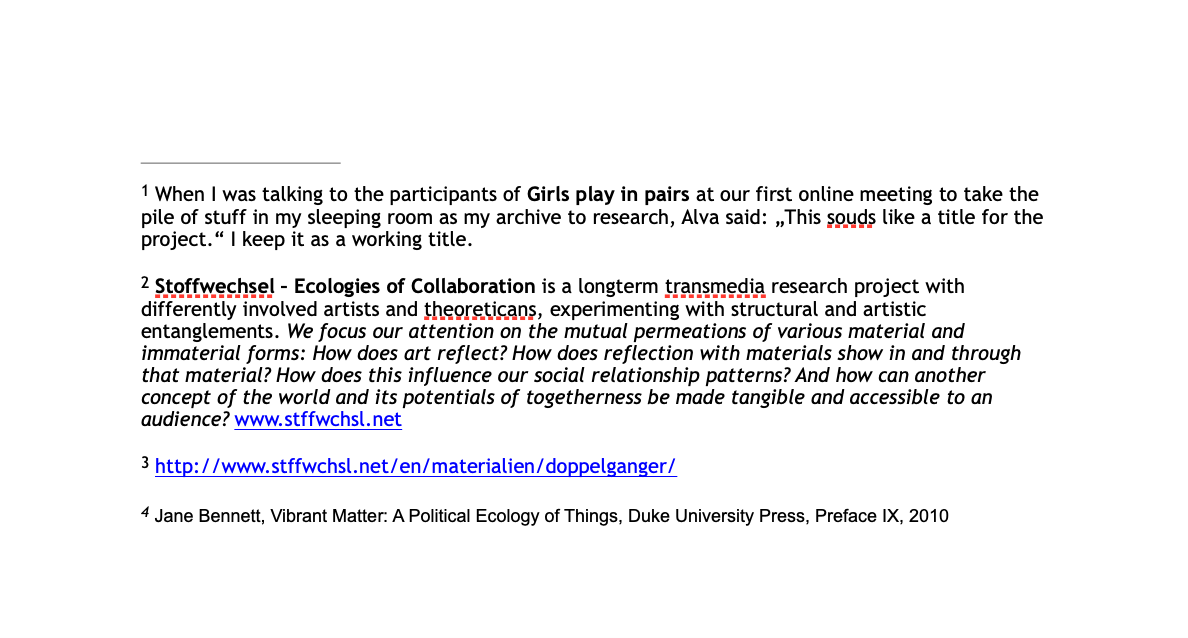 1 When I was talking to the participants of Girls play in pairs at our first online meeting to take the
pile of stuff in my sleeping room as my archive to research, Alva said: „This souds like a title for the
project.“ I keep it as a working title.
2 Stoffwechsel – Ecologies of Collaboration is a longterm transmedia research project with
differently involved artists and theoreticans, experimenting with structural and artistic
entanglements. We focus our attention on the mutual permeations of various material and
immaterial forms: How does art reflect? How does reflection with materials show in and through
that material? How does this influence our social relationship patterns? And how can another
concept of the world and its potentials of togetherness be made tangible and accessible to an
audience? www.stffwchsl.net
3 http://www.stffwchsl.net/en/materialien/doppelganger/
4 Jane Bennett, Vibrant Matter: A Political Ecology of Things, Duke University Press, Preface IX, 2010